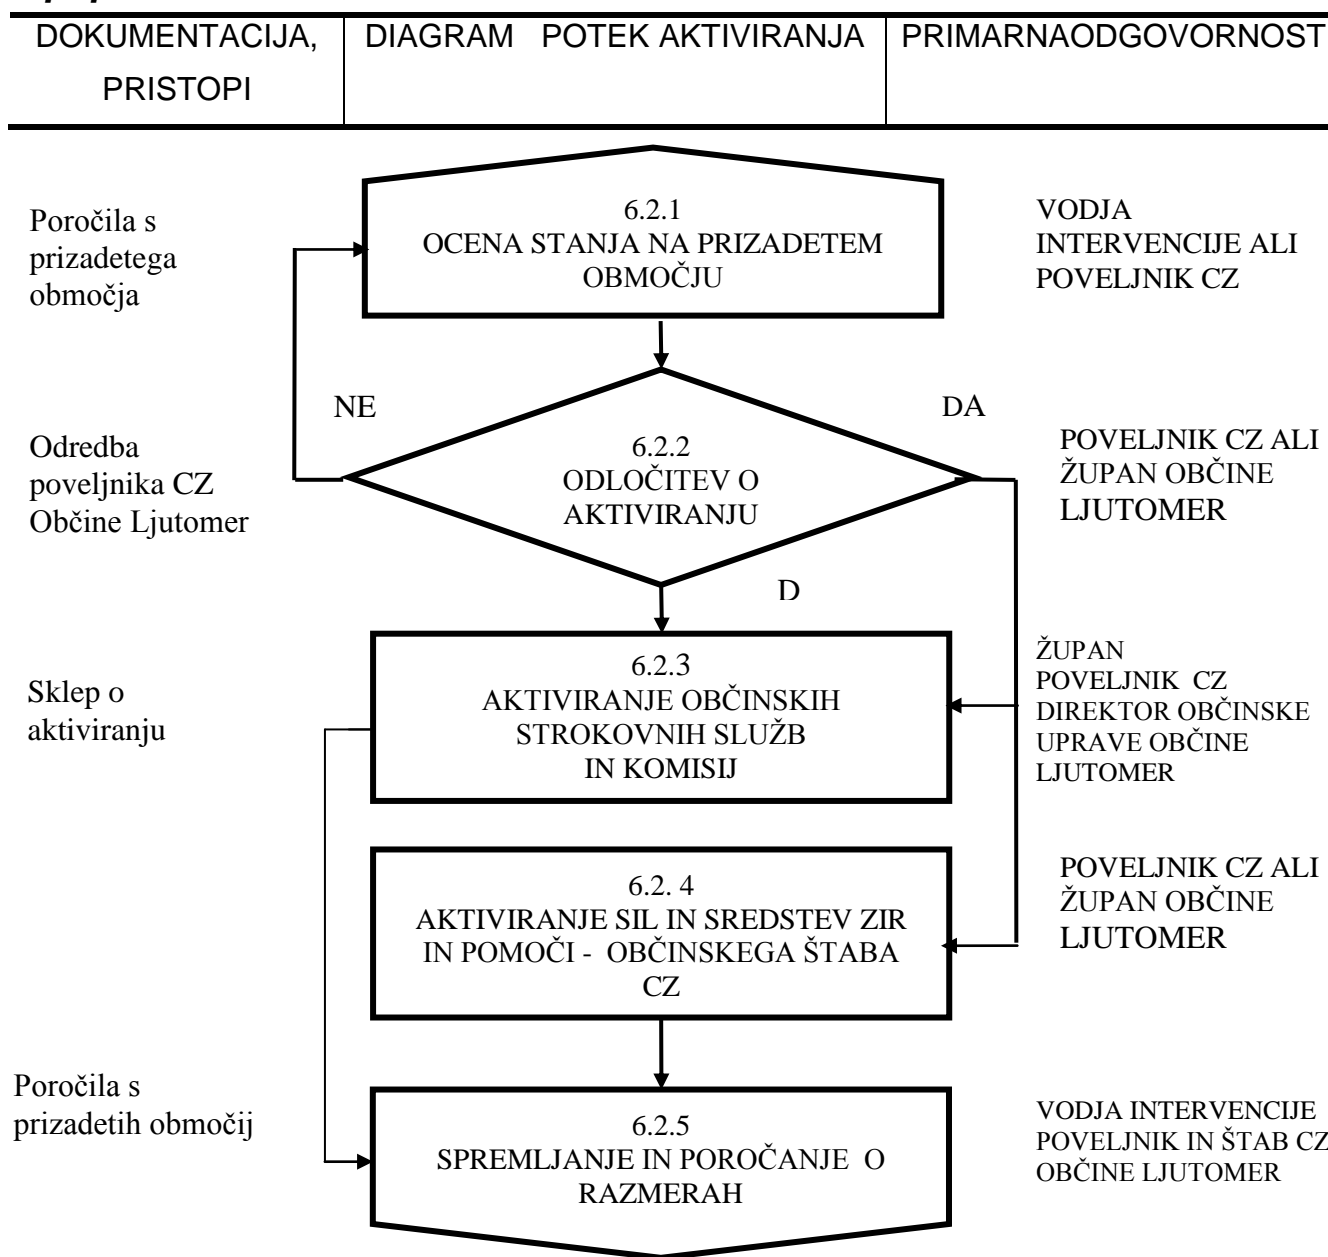 DOKUMENTACIJA,
PRISTOPI
DIAGRAM POTEK AKTIVIRANJA
PRIMARNAODGOVORNOST
Poročila s
prizadetega
območja
6.2.1
OCENA STANJA NA PRIZADETEM
OBMOČJU
VODJA
INTERVENCIJE ALI
POVELJNIK CZ
NE
DA
Odredba
poveljnika CZ
Občine Ljutomer
6.2.2
ODLOČITEV O
AKTIVIRANJU
POVELJNIK CZ ALI
ŽUPAN OBČINE
LJUTOMER
D
Sklep o
aktiviranju
6.2.3
AKTIVIRANJE OBČINSKIH
STROKOVNIH SLUŽB
IN KOMISIJ
ŽUPAN
POVELJNIK CZ
DIREKTOR OBČINSKE
UPRAVE OBČINE
LJUTOMER
6.2. 4
AKTIVIRANJE SIL IN SREDSTEV ZIR
IN POMOČI - OBČINSKEGA ŠTABA
CZ
POVELJNIK CZ ALI
ŽUPAN OBČINE
LJUTOMER
Poročila s
prizadetih območij
6.2.5
SPREMLJANJE IN POROČANJE O
RAZMERAH
VODJA INTERVENCIJE
POVELJNIK IN ŠTAB CZ
OBČINE LJUTOMER